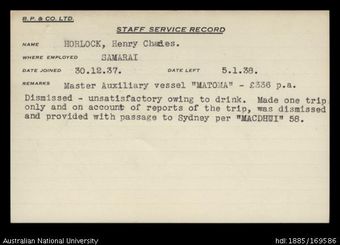 B.P. & CO. LTD.
STAFF SERVICE RECORD
NAME HORLOCK, Henry Charles.
WHERE EMPLOYED SAMARAI
DATE JOINED 30.12.37. DATE LEFT 5.1.38.
REMARKS Master Auxiliary vessel "MATOMA" - £336 p.a.
Dismissed - unsatisfactory owing to drink. Made one trip
only and on account of reports of the trip, was dismissed
and provided with passage to Sydney per "MACDHUI" 58.
Australian National University
hdl:1885/169586